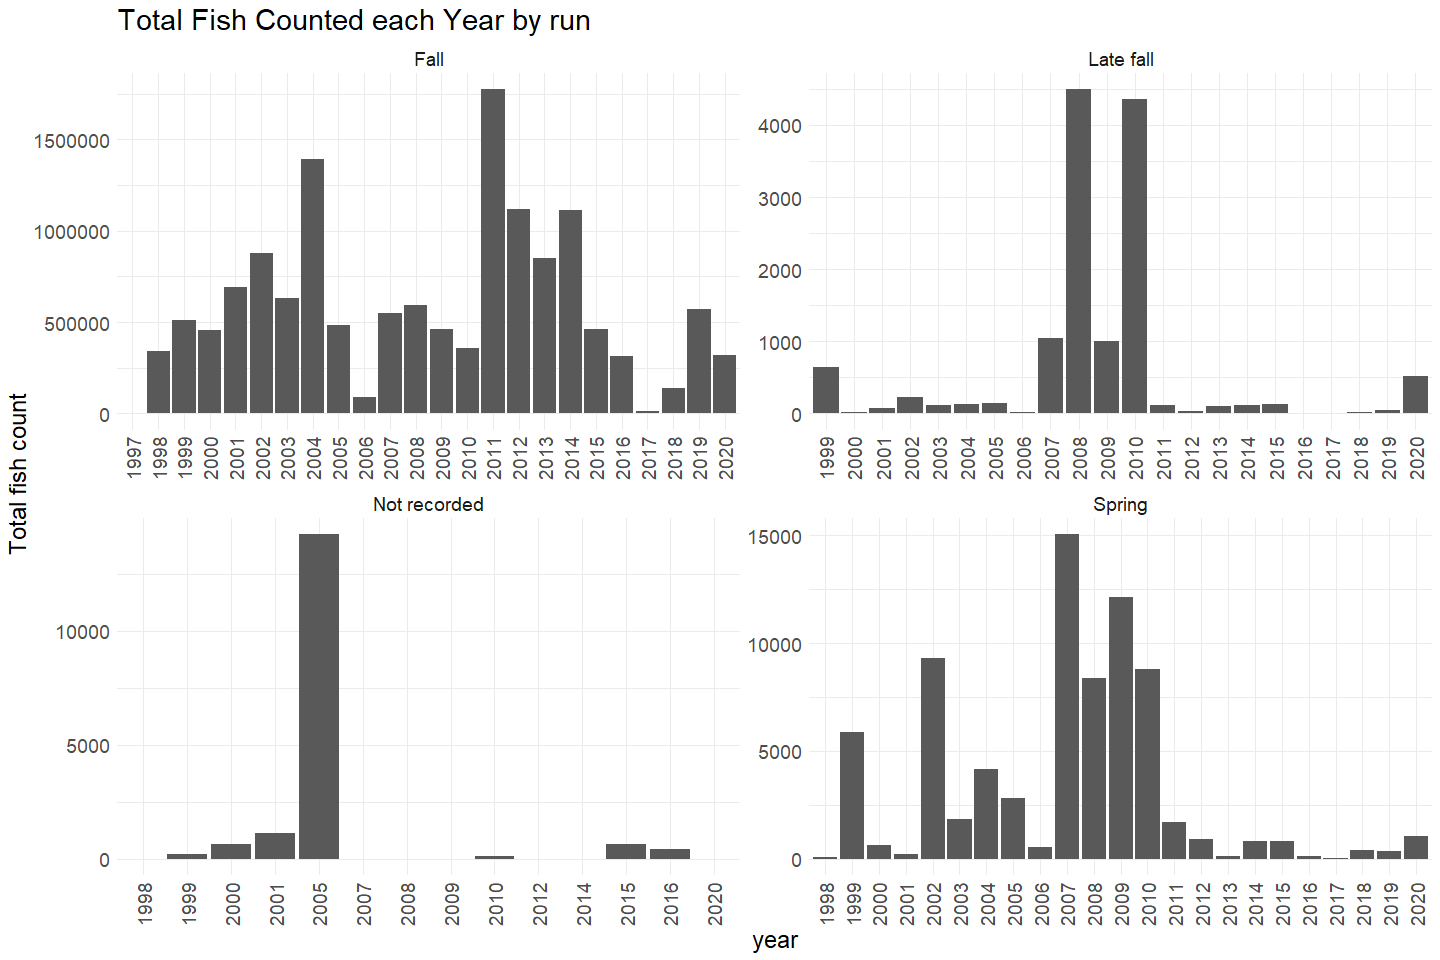 Total Fish Counted each Year by run
Fall
Late fall
1500000
1000000
500000
0
4000
3000
2000
1000
0
1997 1998 1999 2000 2001 2002 2003 2004 2005 2006 2007 2008 2009 2010 2011 2012 2013 2014 2015 2016 2017 2018 2019 2020
1999 2000 2001 2002 2003 2004 2005 2006 2007 2008 2009 2010 2011 2012 2013 2014 2015 2016 2017 2018 2019 2020
Total fish count
Not recorded
Spring
10000
5000
0
15000
10000
5000
0
1998 1999 2000 2001 2005 2007 2008 2009 2010 2012 2014 2015 2016 2020
1998 1999 2000 2001 2002 2003 2004 2005 2006 2007 2008 2009 2010 2011 2012 2013 2014 2015 2016 2017 2018 2019 2020
year